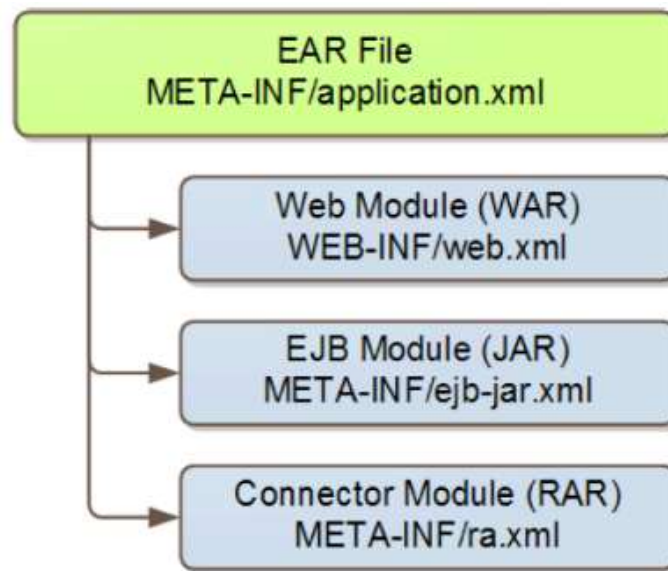 EAR File
META-INF/application.xml
Web Module (WAR)
WEB-INF/web.xml
EJB Module (JAR)
META-INF/ejb-jar.xml
Connector Module (RAR)
META-INF/ra.xml